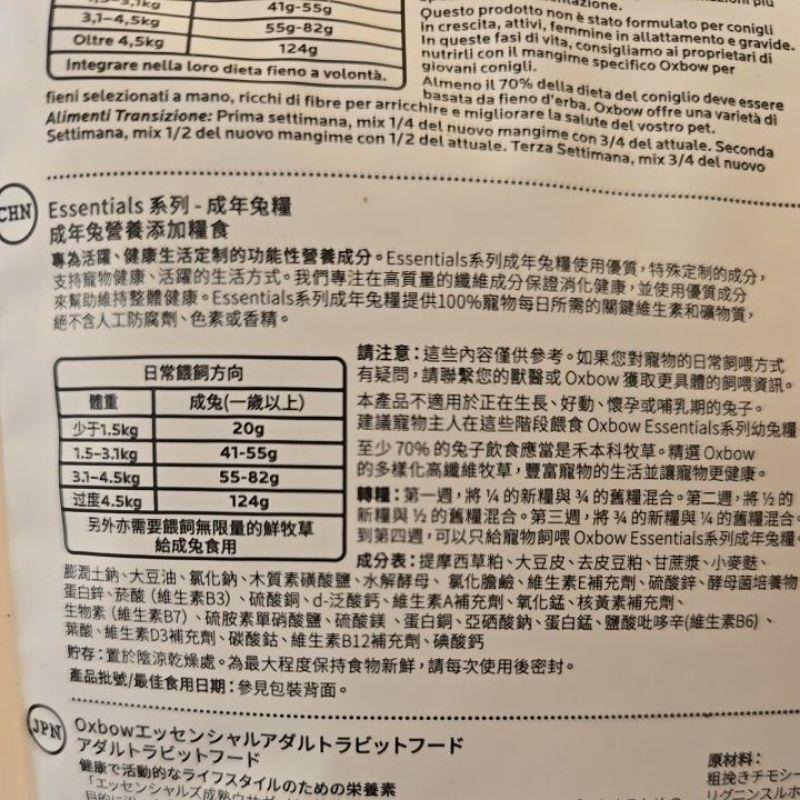 41g-55g
3,1-4,5kg
55g-82g
Oltre 4,5kg
124g
Integrare nella loro dieta fieno a volontà.
Questo prodotto non è stato formulato per conigli
in crescita, attivi, femmine in allattamento e gravide.
In queste fasi di vita, consigliamo ai proprietari di
nutrirli con il mangime specifico Oxbow per
giovani conigli.
Almeno il 70% della dieta del coniglio deve essere
basata da fieno d'erba. Oxbow offre una varietà di
fieni selezionati a mano, ricchi di fibre per arricchire e migliorare la salute del vostro pet.
Alimenti Transizione: Prima settimana, mix 1/4 del nuovo mangime con 3/4 del attuale. Seconda
Settimana, mix 1/2 del nuovo mangime con 1/2 del attuale. Terza Settimana, mix 3/4 del nuovo
CHN
Essentials 系列 - 成年兔糧
成年兔營養添加糧食
專為活躍、健康生活定制的功能性營養成分。Essentials系列成年兔糧使用優質,特殊定制的成分,
支持寵物健康、活躍的生活方式。我們專注在高質量的纖維成分保證消化健康,並使用優質成分
來幫助維持整體健康。Essentials系列成年兔糧提供100%寵物每日所需的關鍵維生素和礦物質,
絕不含人工防腐劑、色素或香精。
日常餵飼方向
體重
成兔(一歲以上)
少于1.5kg
20g
1.5-3.1kg
41-55g
3.1-4.5kg
55-82g
过度4.5kg
124g
另外亦需要餵飼無限量的鮮牧草
給成兔食用
請注意:這些內容僅供參考。如果您對寵物的日常飼喂方式
有疑問,請聯繫您的獸醫或 Oxbow 獲取更具體的飼喂資訊。
本產品不適用於正在生長、好動、懷孕或哺乳期的兔子。
建議寵物主人在這些階段餵食 Oxbow Essentials系列幼兔糧
至少 70% 的兔子飲食應當是禾本科牧草。精選 Oxbow
的多樣化高纖維牧草,豐富寵物的生活並讓寵物更健康。
轉糧:第一週,將 ¼ 的新糧與 ¾ 的舊糧混合。第二週,將 ½ 的
新糧與 ½ 的舊糧混合。第三週,將 ¾ 的新糧與 ¼ 的舊糧混合。
到第四週,可以只給寵物飼喂 Oxbow Essentials系列成年兔糧。
成分表:提摩西草粕、大豆皮、去皮豆粕、甘蔗漿、小麥麩、
膨潤土鈉、大豆油、氯化鈉、木質素磺酸鹽、水解酵母、氯化膽鹼、維生素E補充劑、硫酸鋅、酵母菌培養物
蛋白鋅、菸酸(維生素B3)、硫酸銅、d-泛酸鈣、維生素A補充劑、氧化錳、核黃素補充劑、
生物素(維生素B7)、硫胺素單硝酸鹽、硫酸鎂、蛋白銅、亞硒酸鈉、蛋白錳、鹽酸吡哆辛(維生素B6)、
葉酸、維生素D3補充劑、碳酸鈷、維生素B12補充劑、碘酸鈣
貯存:置於陰涼乾燥處。為最大程度保持食物新鮮,請每次使用後密封。
產品批號/最佳食用日期:參見包裝背面。
JPN
Oxbowエッセンシャルアダルトラビットフード
アダルトラビットフード
健康で活動的なライフスタイルのための栄養素
原材料:
粗挽きチモシー
リグニンスルホ